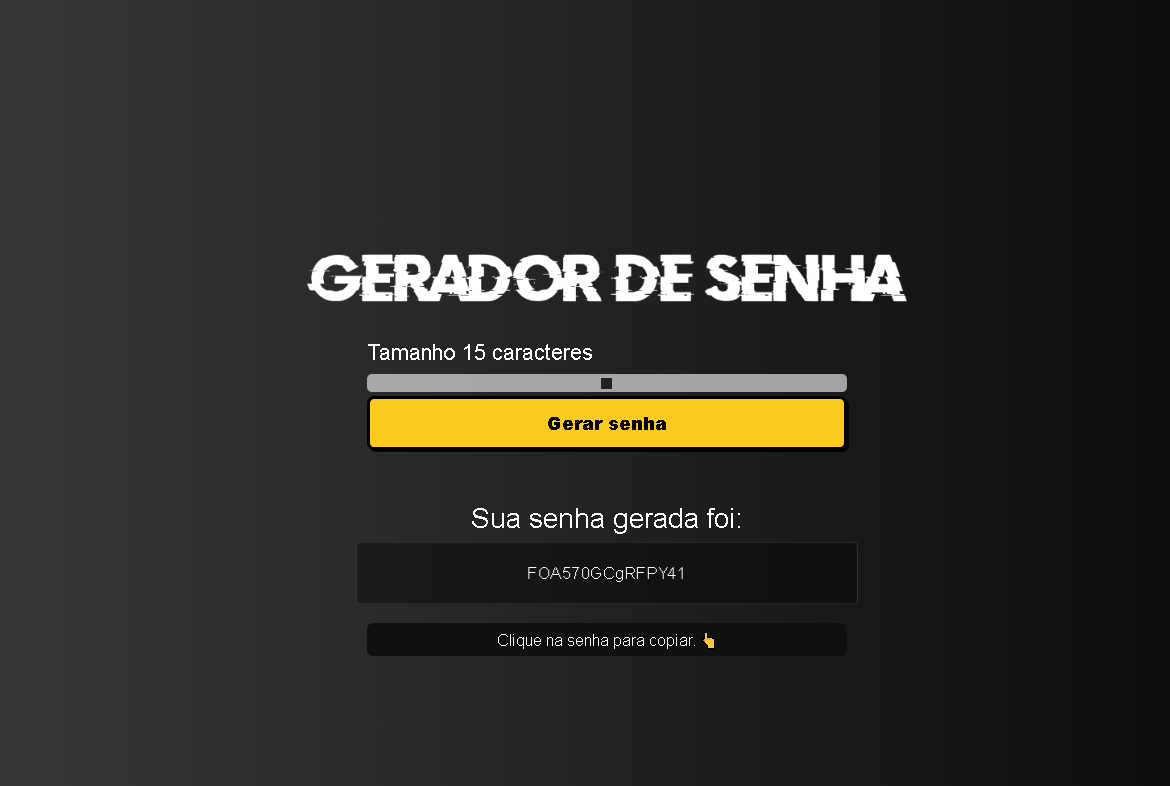 GERADOR DE SENHA
Tamanho 15 caracteres
Gerar senha
Sua senha gerada foi:
FOA570GCgRFPY41
Clique na senha para copiar. 👆